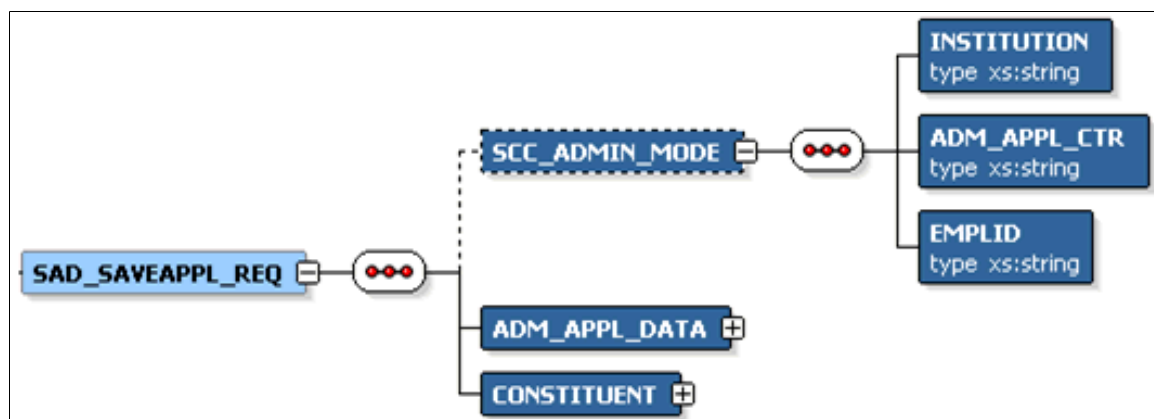 INSTITUTION
type xs:string
SCC_ADMIN_MODE
ADM_APPL_CTR
type xs:string
EMPLID
type xs:string
SAD_SAVEAPPL_REQ
ADM_APPL_DATA
CONSTITUENT